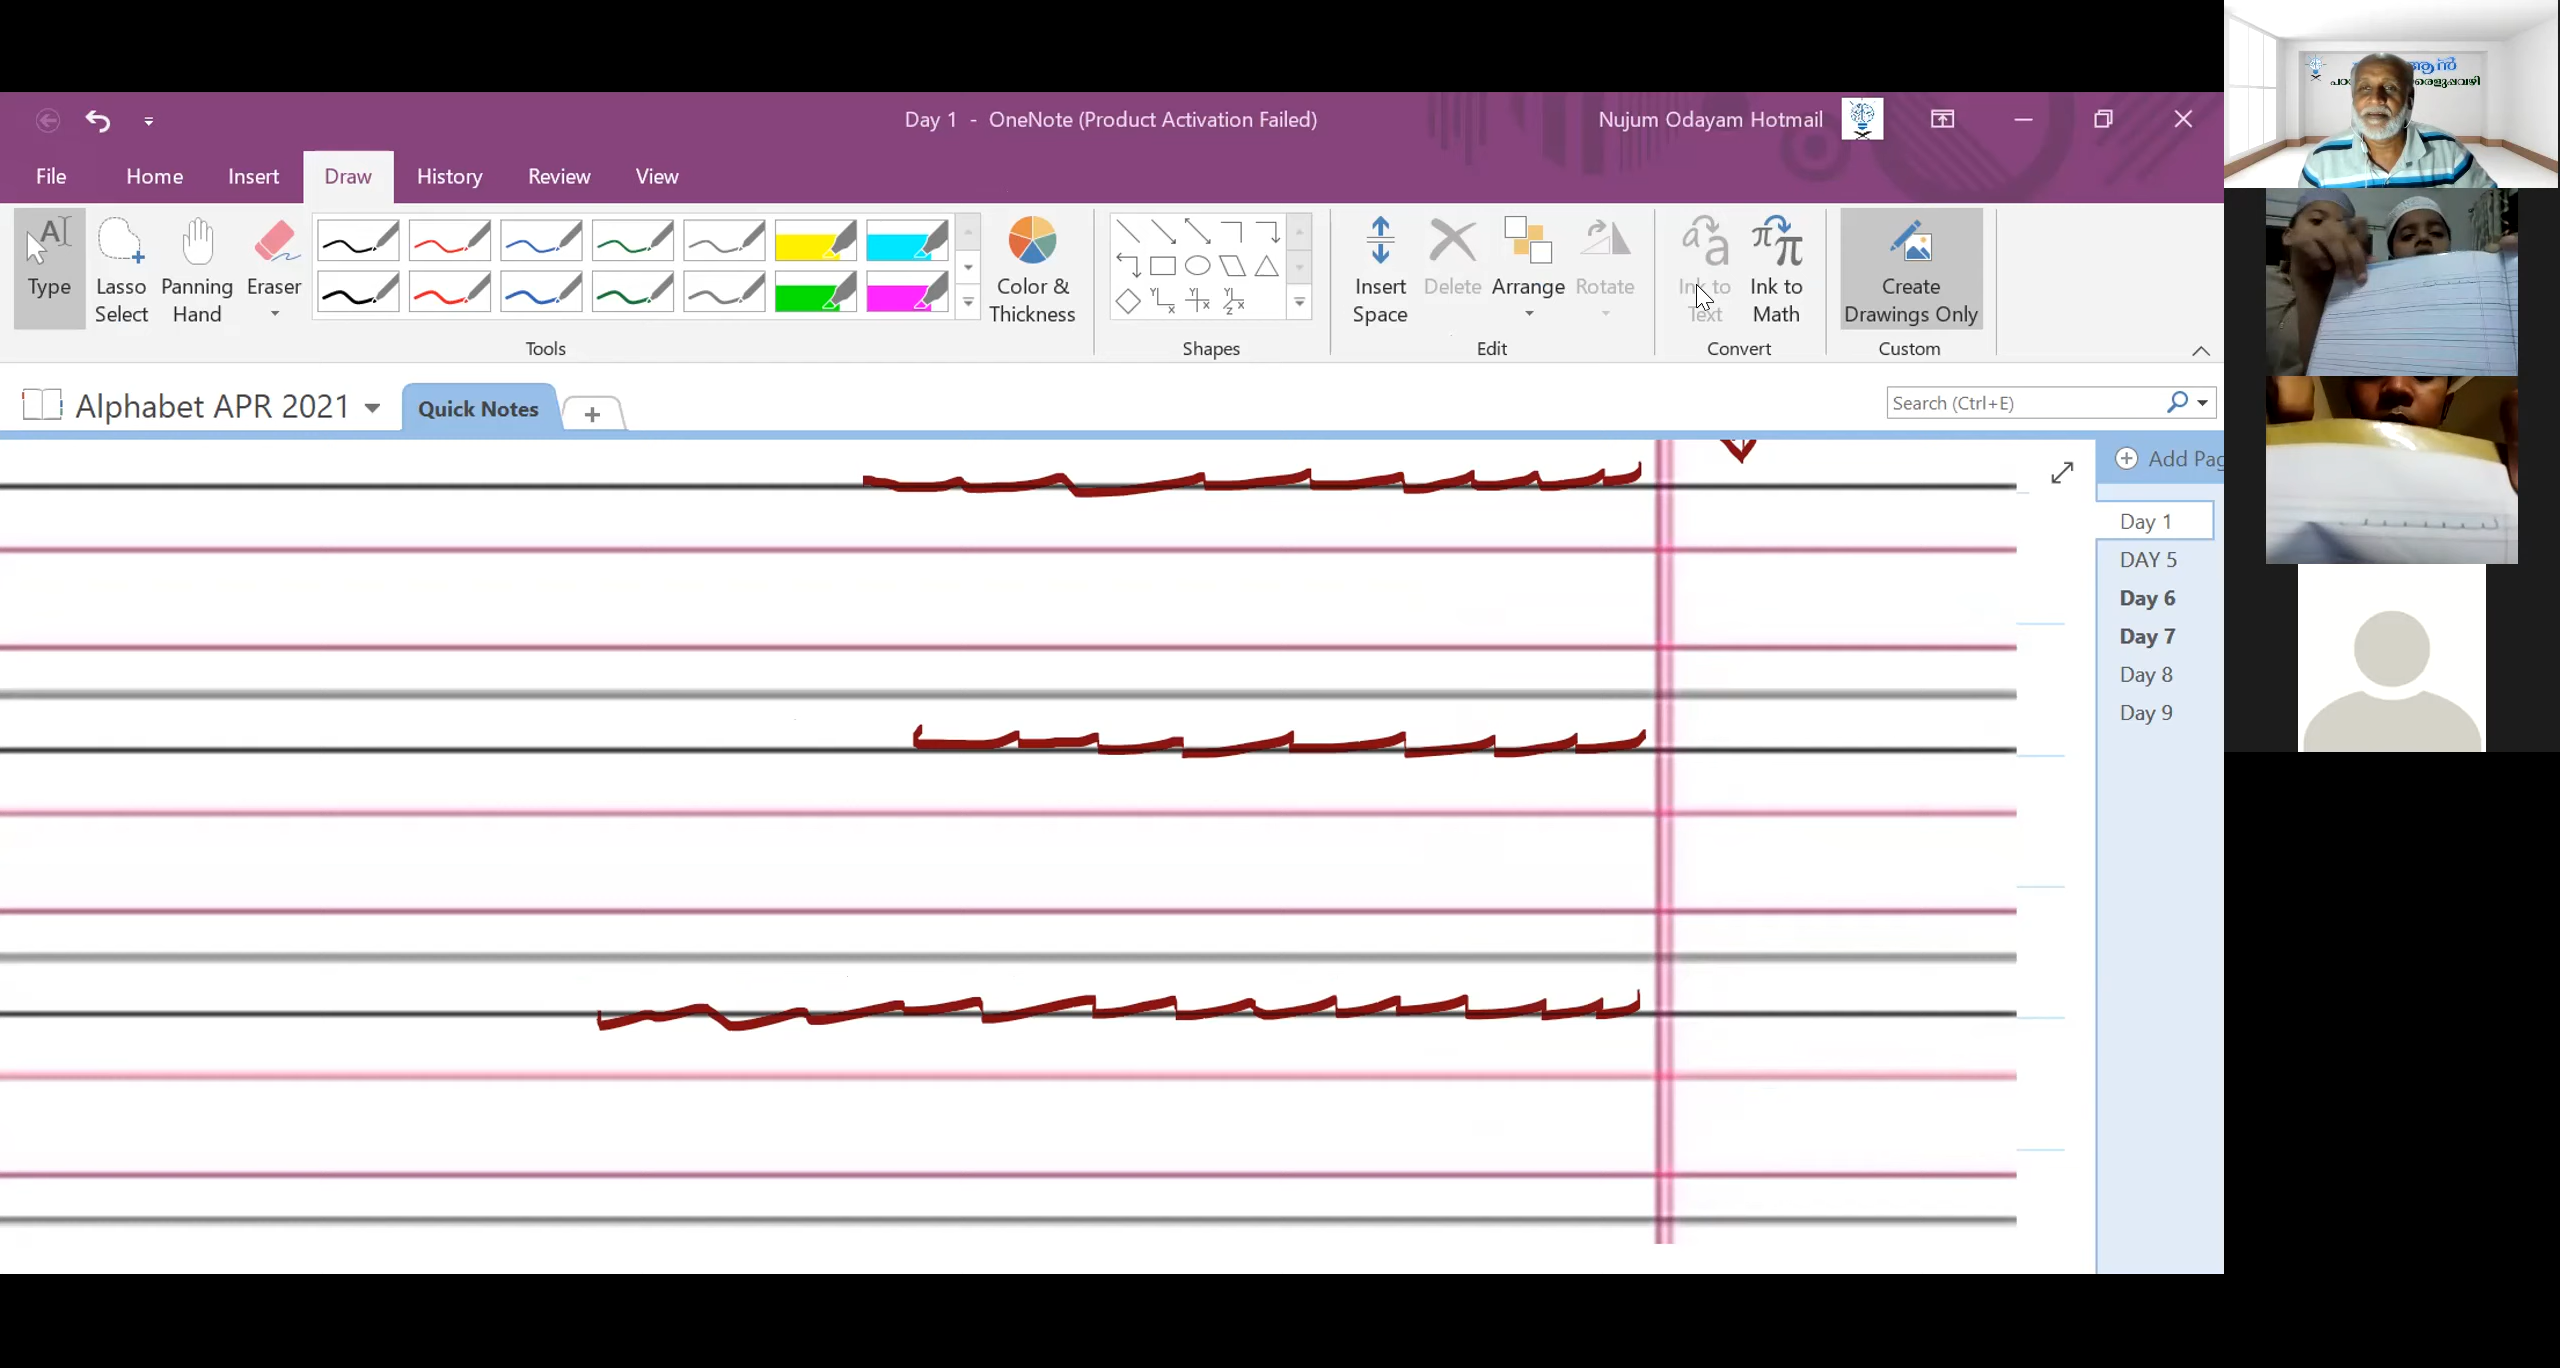 Day 1 - OneNote (Product Activation Failed)
Nujum Odayam Hotmail
File Home Insert Draw History Review View
Type
Lasso Select
Panning Hand
Eraser
Color & Thickness
Insert Space
Delete
Arrange
Rotate
Ink to Text
Ink to Math
Create Drawings Only
Tools Shapes Edit Convert Custom
Alphabet APR 2021
Quick Notes
Search (Ctrl+E)
Add Pag
Day 1
DAY 5
Day 6
Day 7
Day 8
Day 9